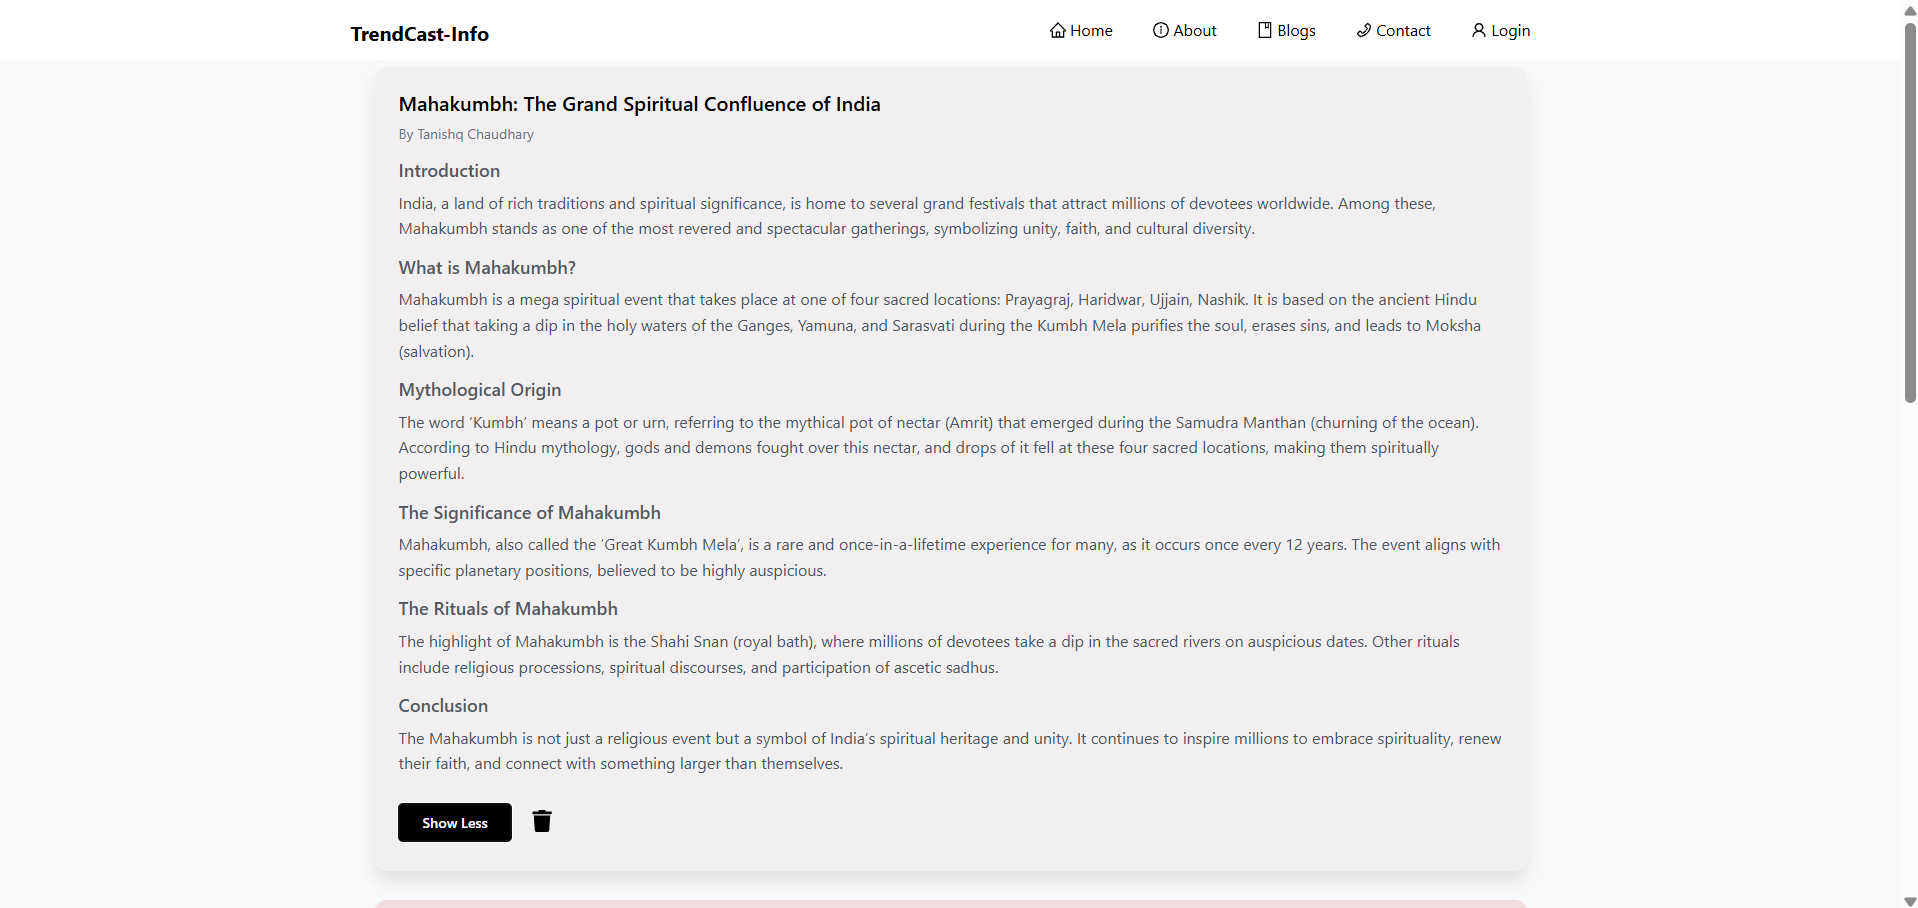 TrendCast-Info
Home
About
Blogs
Contact
Login
Mahakumbh: The Grand Spiritual Confluence of India
By Tanishq Chaudhary
Introduction
India, a land of rich traditions and spiritual significance, is home to several grand festivals that attract millions of devotees worldwide. Among these,
Mahakumbh stands as one of the most revered and spectacular gatherings, symbolizing unity, faith, and cultural diversity.
What is Mahakumbh?
Mahakumbh is a mega spiritual event that takes place at one of four sacred locations: Prayagraj, Haridwar, Ujjain, Nashik. It is based on the ancient Hindu
belief that taking a dip in the holy waters of the Ganges, Yamuna, and Sarasvati during the Kumbh Mela purifies the soul, erases sins, and leads to Moksha
(salvation).
Mythological Origin
The word 'Kumbh' means a pot or urn, referring to the mythical pot of nectar (Amrit) that emerged during the Samudra Manthan (churning of the ocean).
According to Hindu mythology, gods and demons fought over this nectar, and drops of it fell at these four sacred locations, making them spiritually
powerful.
The Significance of Mahakumbh
Mahakumbh, also called the 'Great Kumbh Mela', is a rare and once-in-a-lifetime experience for many, as it occurs once every 12 years. The event aligns with
specific planetary positions, believed to be highly auspicious.
The Rituals of Mahakumbh
The highlight of Mahakumbh is the Shahi Snan (royal bath), where millions of devotees take a dip in the sacred rivers on auspicious dates. Other rituals
include religious processions, spiritual discourses, and participation of ascetic sadhus.
Conclusion
The Mahakumbh is not just a religious event but a symbol of India's spiritual heritage and unity. It continues to inspire millions to embrace spirituality, renew
their faith, and connect with something larger than themselves.
Show Less